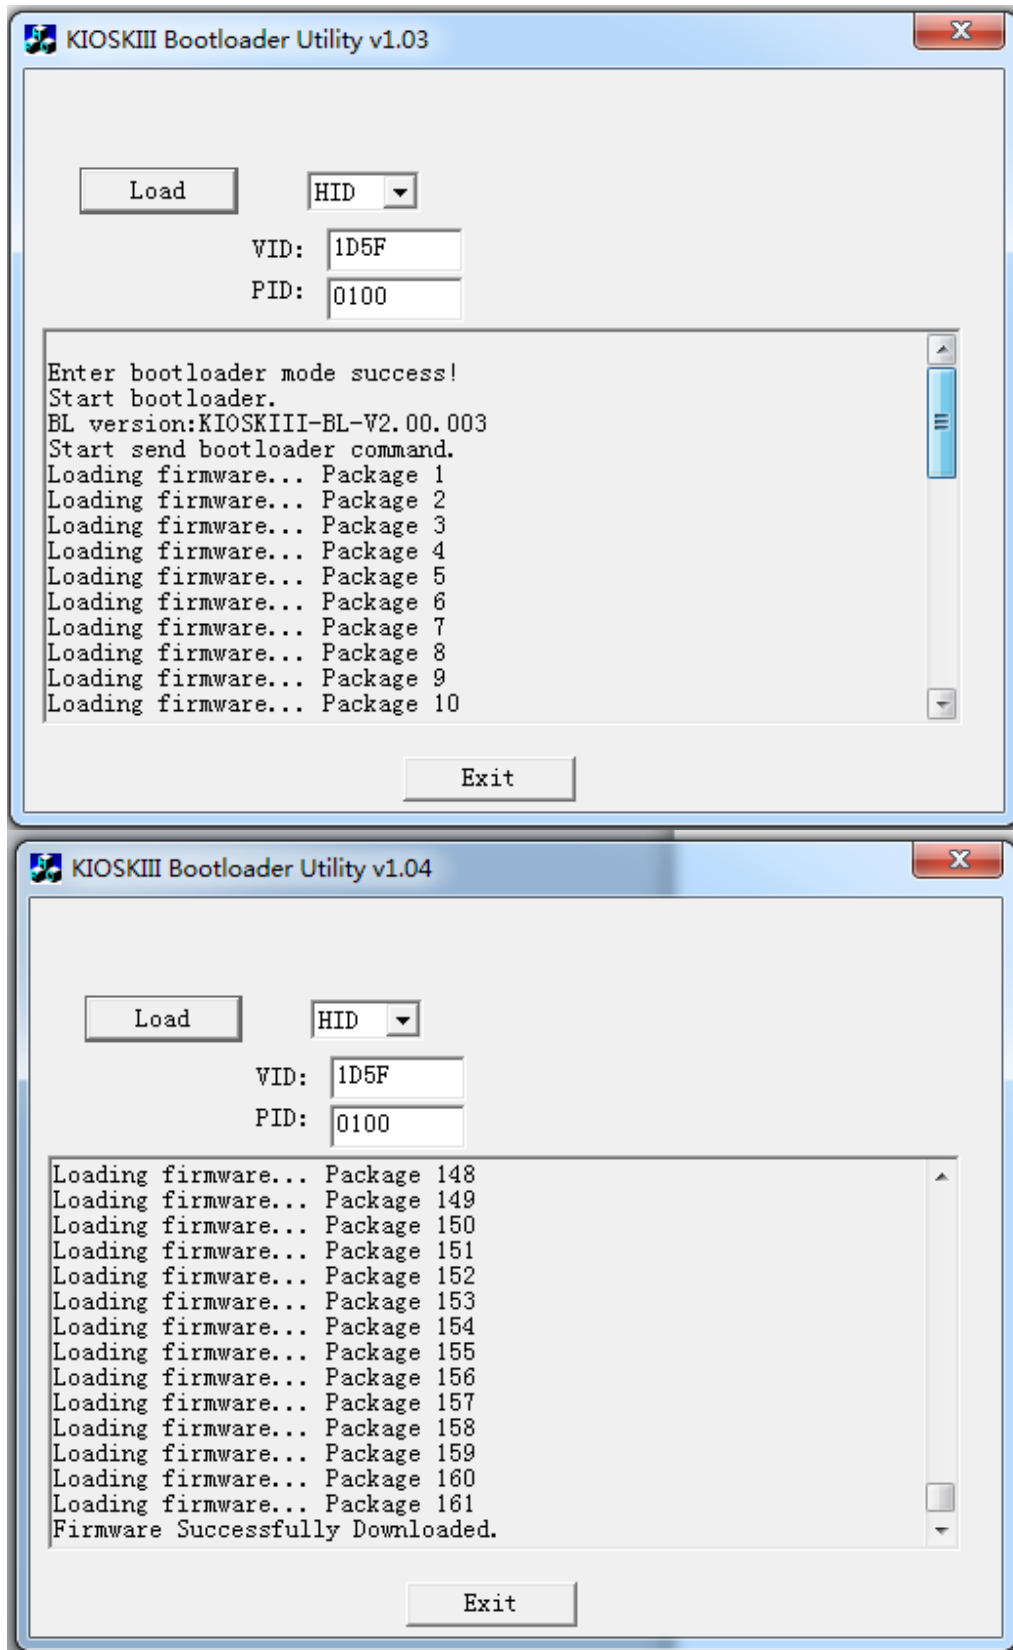 KIOSKIII Bootloader Utility v1.03
Load
HID
VID: 1D5F
PID: 0100
Enter bootloader mode success!
Start bootloader.
BL version:KIOSKIII-BL-V2.00.003
Start send bootloader command.
Loading firmware... Package 1
Loading firmware... Package 2
Loading firmware... Package 3
Loading firmware... Package 4
Loading firmware... Package 5
Loading firmware... Package 6
Loading firmware... Package 7
Loading firmware... Package 8
Loading firmware... Package 9
Loading firmware... Package 10
Exit
KIOSKIII Bootloader Utility v1.04
Load
HID
VID: 1D5F
PID: 0100
Loading firmware... Package 148
Loading firmware... Package 149
Loading firmware... Package 150
Loading firmware... Package 151
Loading firmware... Package 152
Loading firmware... Package 153
Loading firmware... Package 154
Loading firmware... Package 155
Loading firmware... Package 156
Loading firmware... Package 157
Loading firmware... Package 158
Loading firmware... Package 159
Loading firmware... Package 160
Loading firmware... Package 161
Firmware Successfully Downloaded.
Exit